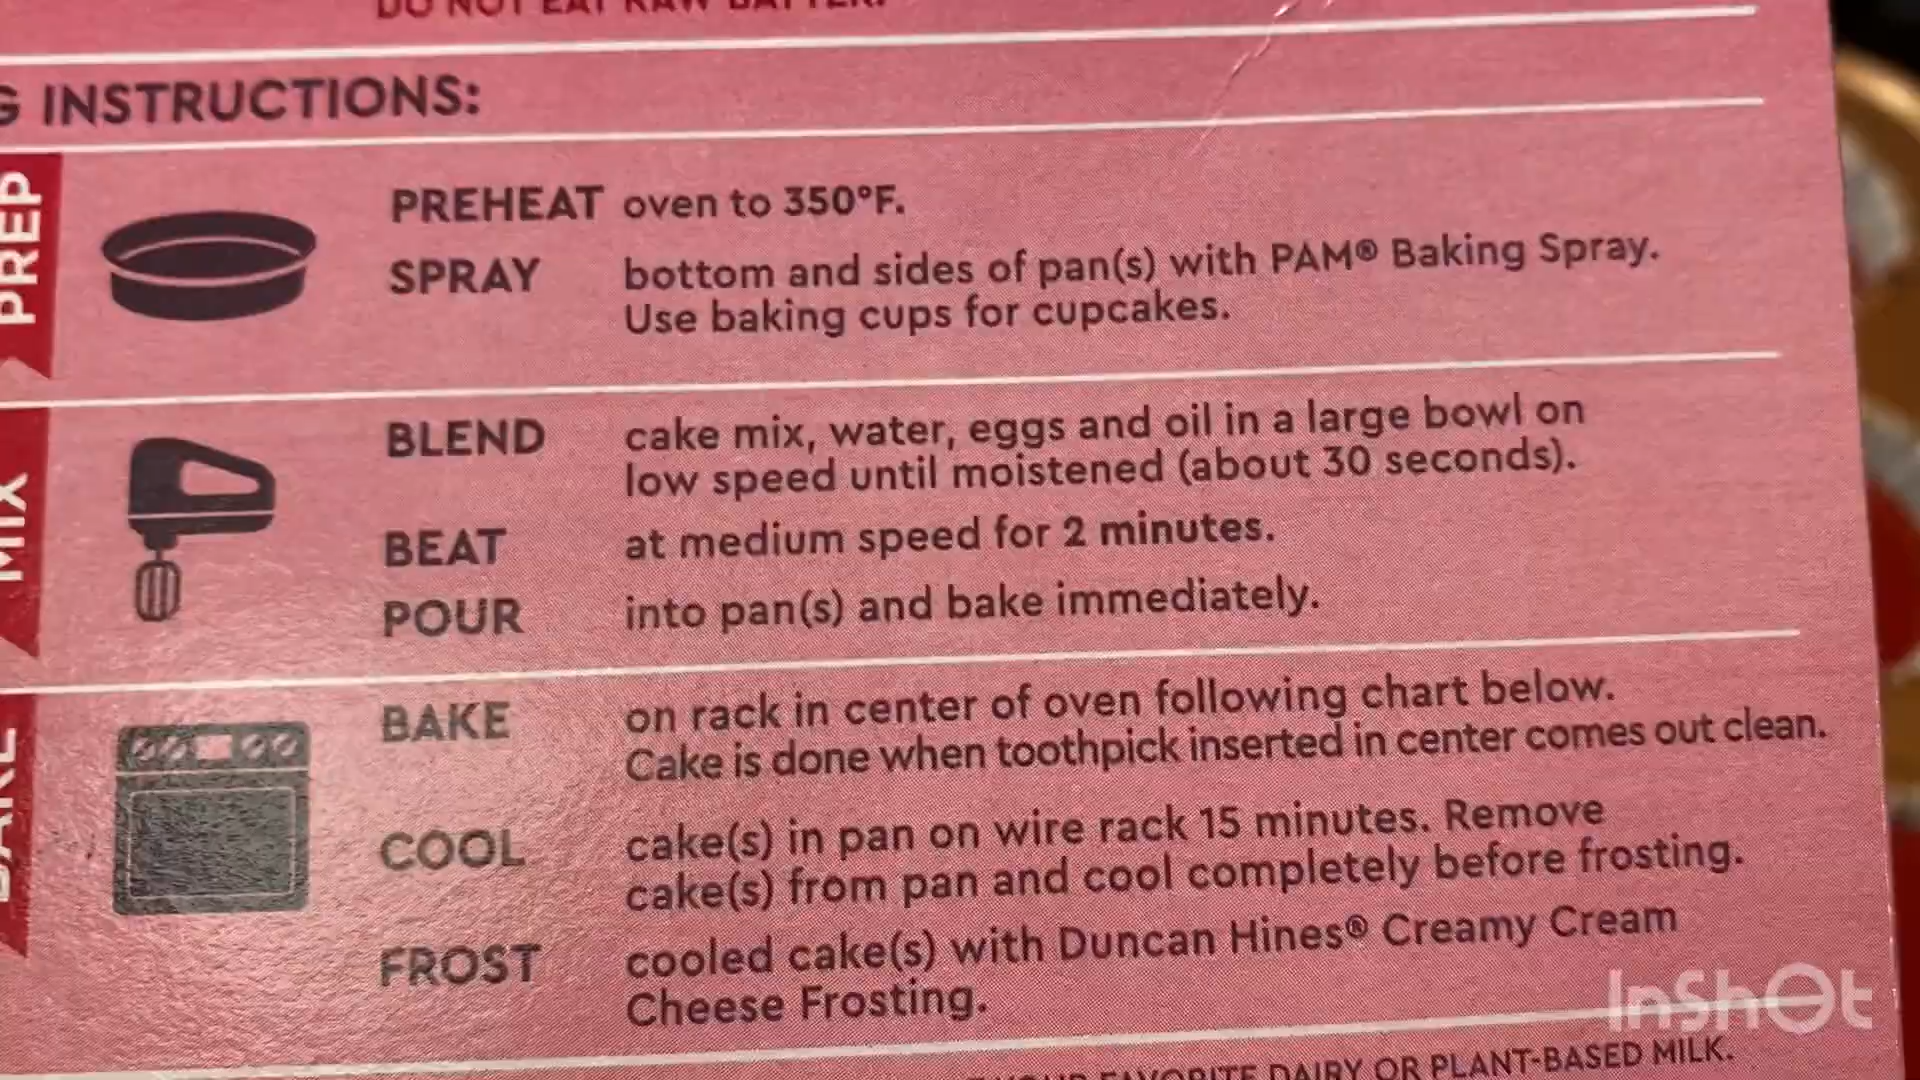 DO NOT EAT RAW BATTER.
G INSTRUCTIONS:
PREP
PREHEAT oven to 350°F.
SPRAY bottom and sides of pan(s) with PAM® Baking Spray.
Use baking cups for cupcakes.
MIX
BLEND cake mix, water, eggs and oil in a large bowl on
low speed until moistened (about 30 seconds).
BEAT at medium speed for 2 minutes.
POUR into pan(s) and bake immediately.
BAKE
BAKE on rack in center of oven following chart below.
Cake is done when toothpick inserted in center comes out clean.
COOL cake(s) in pan on wire rack 15 minutes. Remove
cake(s) from pan and cool completely before frosting.
FROST cooled cake(s) with Duncan Hines® Creamy Cream
Cheese Frosting.
YOUR FAVORITE DAIRY OR PLANT-BASED MILK.
InShOt